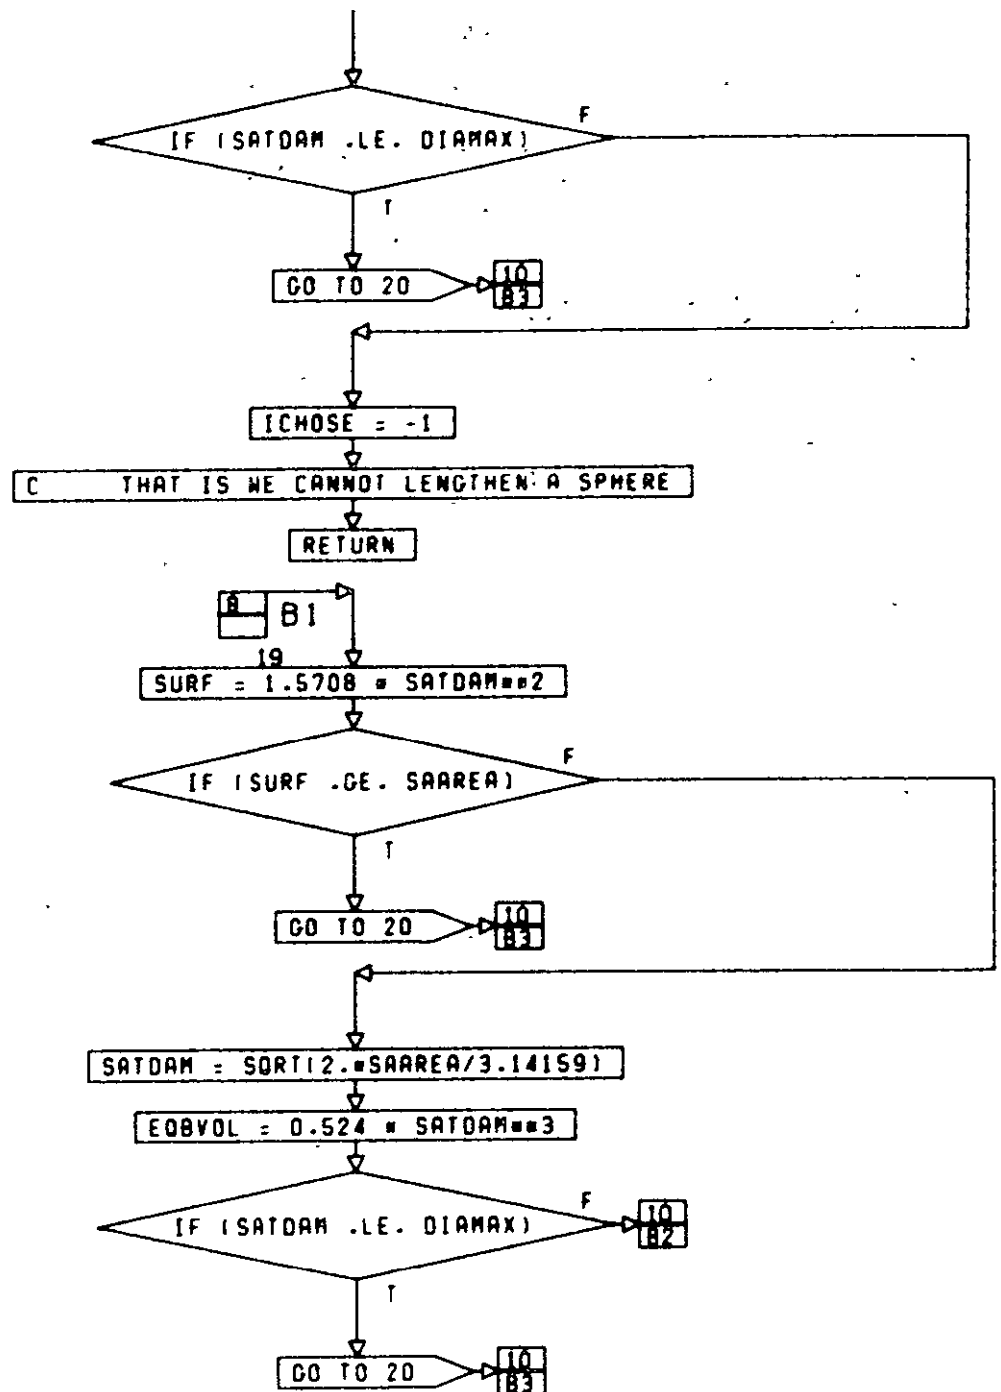 F
IF (SATDAM .LE. DIAMAX)
T
GO TO 20
10
B3
ICHOSE = -1
C THAT IS WE CANNOT LENGTHEN A SPHERE
RETURN
B1
19
SURF = 1.5708 * SATDAM**2
F
IF (SURF .GE. SAAREA)
T
GO TO 20
10
B3
SATDAM = SQRT(2.*SAAREA/3.14159)
EQBVOL = 0.524 * SATDAM**3
F
IF (SATDAM .LE. DIAMAX)
10
B2
T
GO TO 20
10
B3